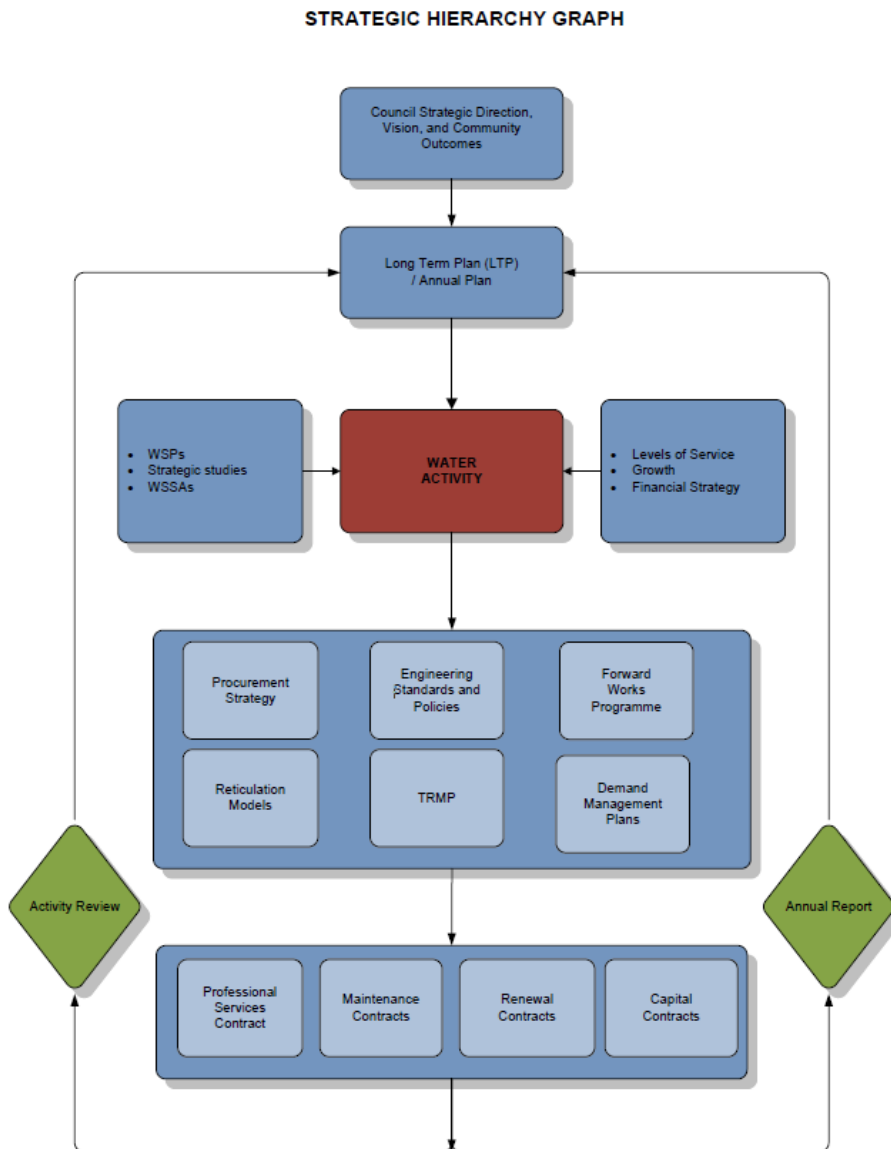 STRATEGIC HIERARCHY GRAPH
Council Strategic Direction,
Vision, and Community
Outcomes
Long Term Plan (LTP)
/ Annual Plan
• WSPs
• Strategic studies
• WSSAs
WATER
ACTIVITY
• Levels of Service
• Growth
• Financial Strategy
Procurement
Strategy
Engineering
Standards and
Policies
Forward
Works
Programme
Reticulation
Models
TRMP
Demand
Management
Plans
Activity Review
Annual Report
Professional
Services
Contract
Maintenance
Contracts
Renewal
Contracts
Capital
Contracts